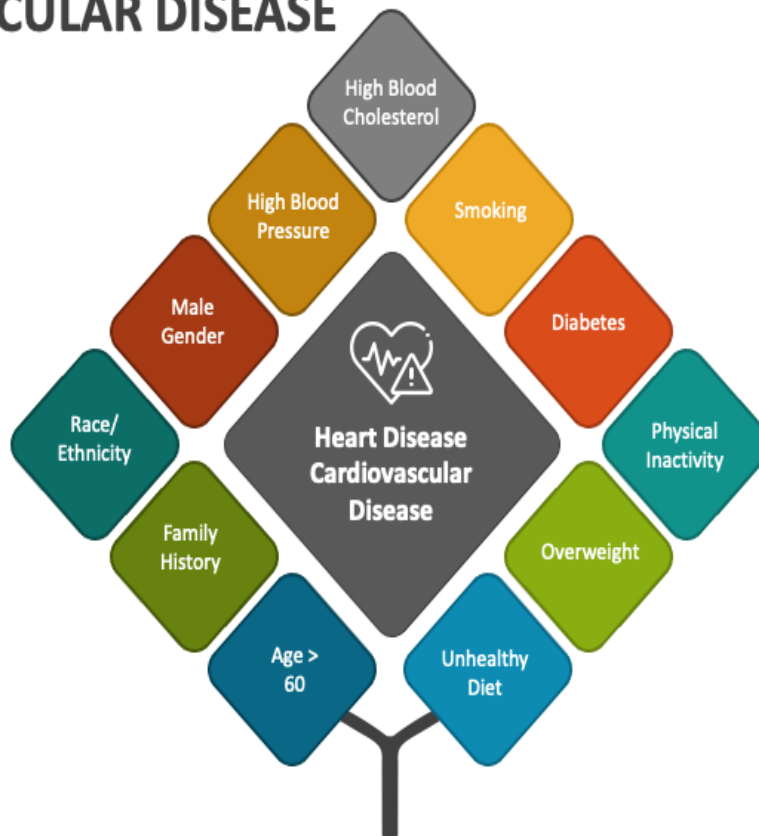 CULAR DISEASE
High Blood
Cholesterol
High Blood
Pressure
Smoking
Male
Gender
Diabetes
Race/
Ethnicity
Heart Disease
Cardiovascular
Disease
Physical
Inactivity
Family
History
Overweight
Age >
60
Unhealthy
Diet